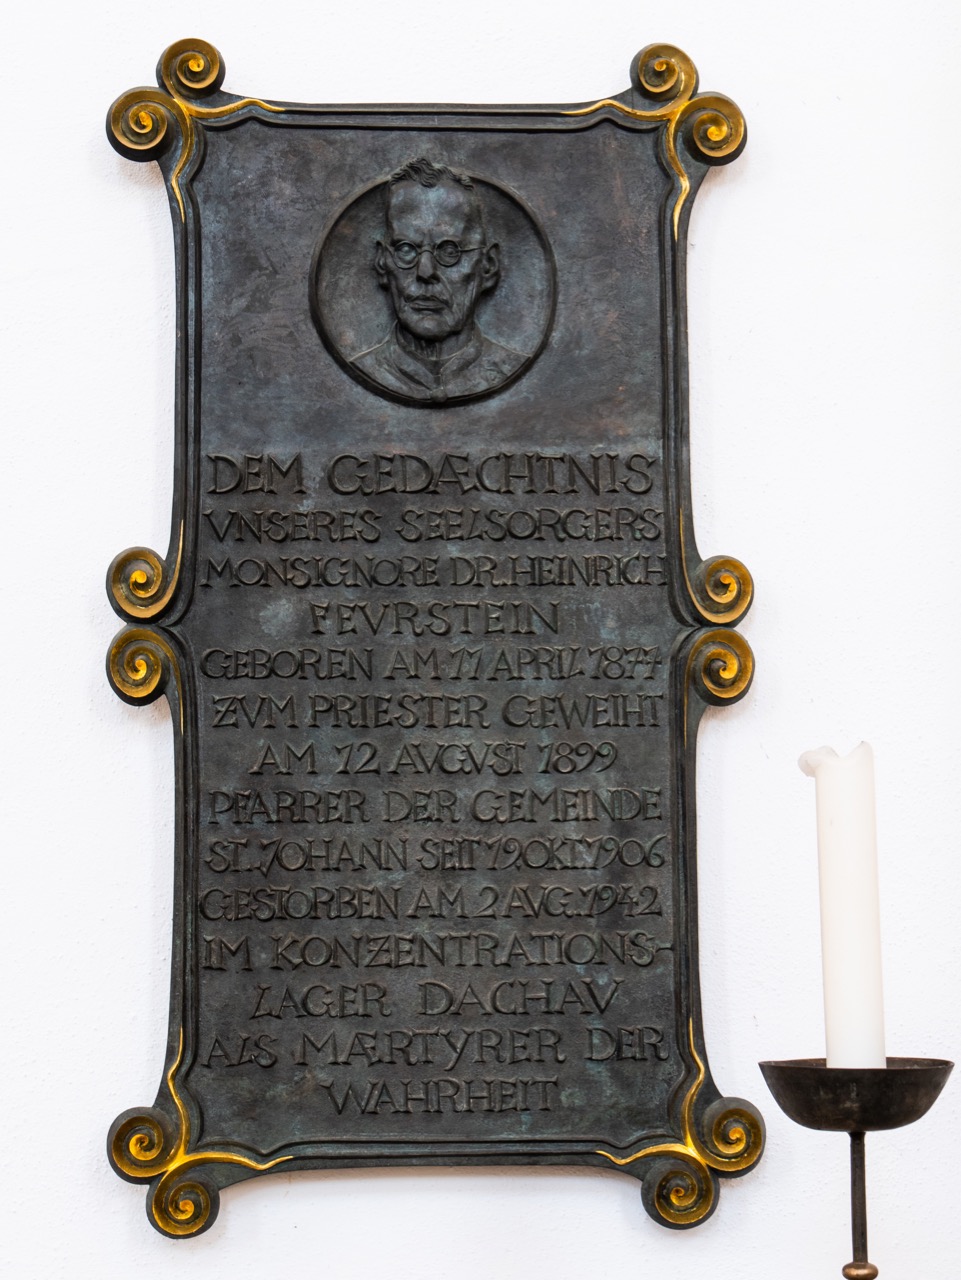 DEM GEDÆCHTNIS
VNSERES SEELSORGERS
MONSIGNORE DR. HEINRICH
FEVRSTEIN
GEBOREN AM 11 APRIL 1877
ZVM PRIESTER GEWEIHT
AM 12 AVGVST 1899
PFARRER DER GEMEINDE
ST. JOHANN SEIT 19. OKT. 1906
GESTORBEN AM 2 AVG. 1942
IM KONZENTRATIONS-
LAGER DACHAV
ALS MÆRTYRER DER
WAHRHEIT